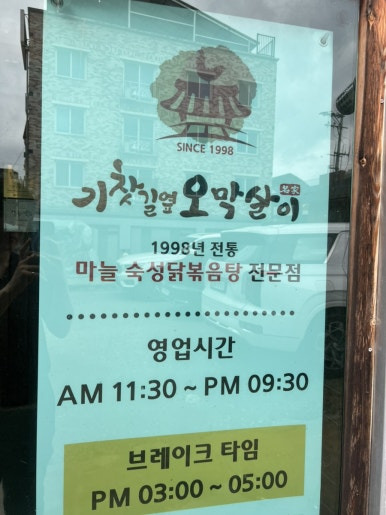 SINCE 1998
기찻길옆 오막살이 名家
1998년 전통
마늘 숙성닭볶음탕 전문점
영업시간
AM 11:30 ~ PM 09:30
브레이크 타임
PM 03:00 ~ 05:00